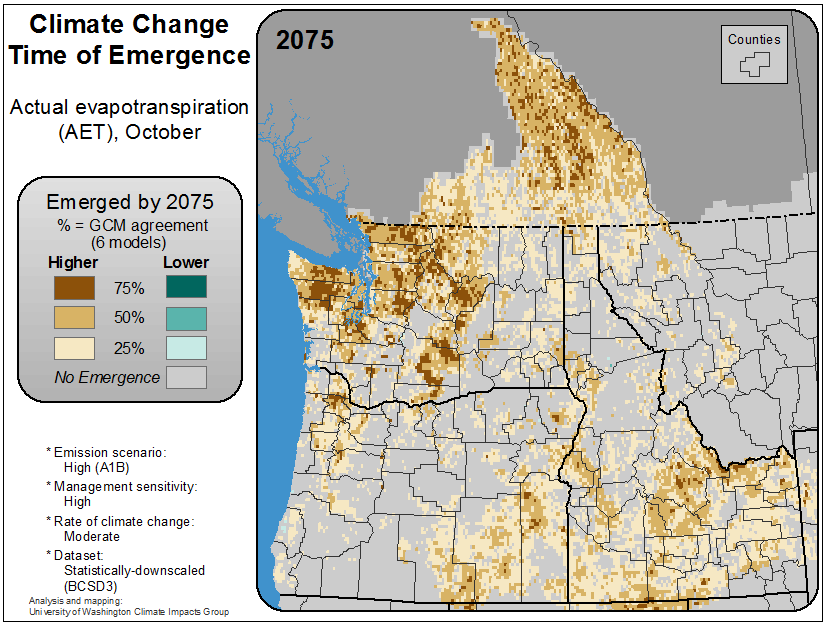 Climate Change
Time of Emergence
Actual evapotranspiration
(AET), October
Emerged by 2075
% = GCM agreement
(6 models)
Higher Lower
75%
50%
25%
No Emergence
* Emission scenario:
High (A1B)
* Management sensitivity:
High
* Rate of climate change:
Moderate
* Dataset:
Statistically-downscaled
(BCSD3)
Analysis and mapping:
University of Washington Climate Impacts Group
2075
Counties